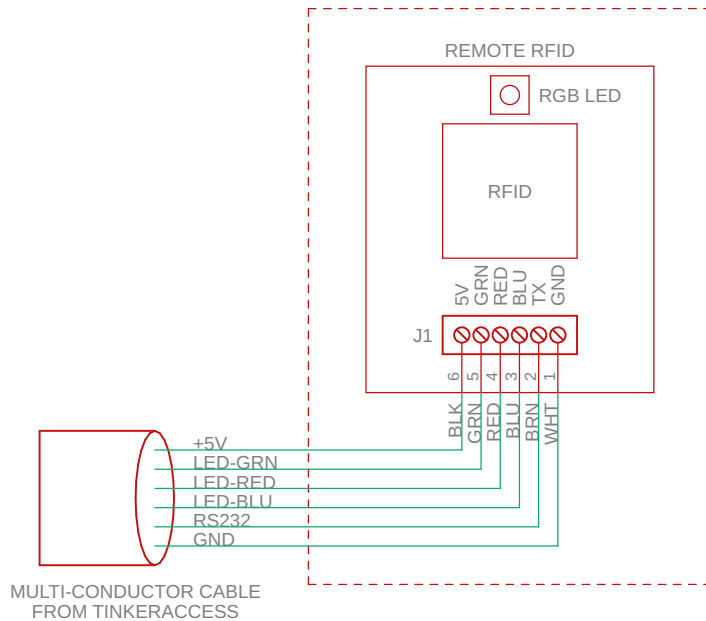 REMOTE RFID
RGB LED
RFID
5V
GRN
RED
BLU
TX
GND
J1
6
5
4
3
2
1
BLK
GRN
RED
BLU
BRN
WHT
+5V
LED-GRN
LED-RED
LED-BLU
RS232
GND
MULTI-CONDUCTOR CABLE
FROM TINKERACCESS